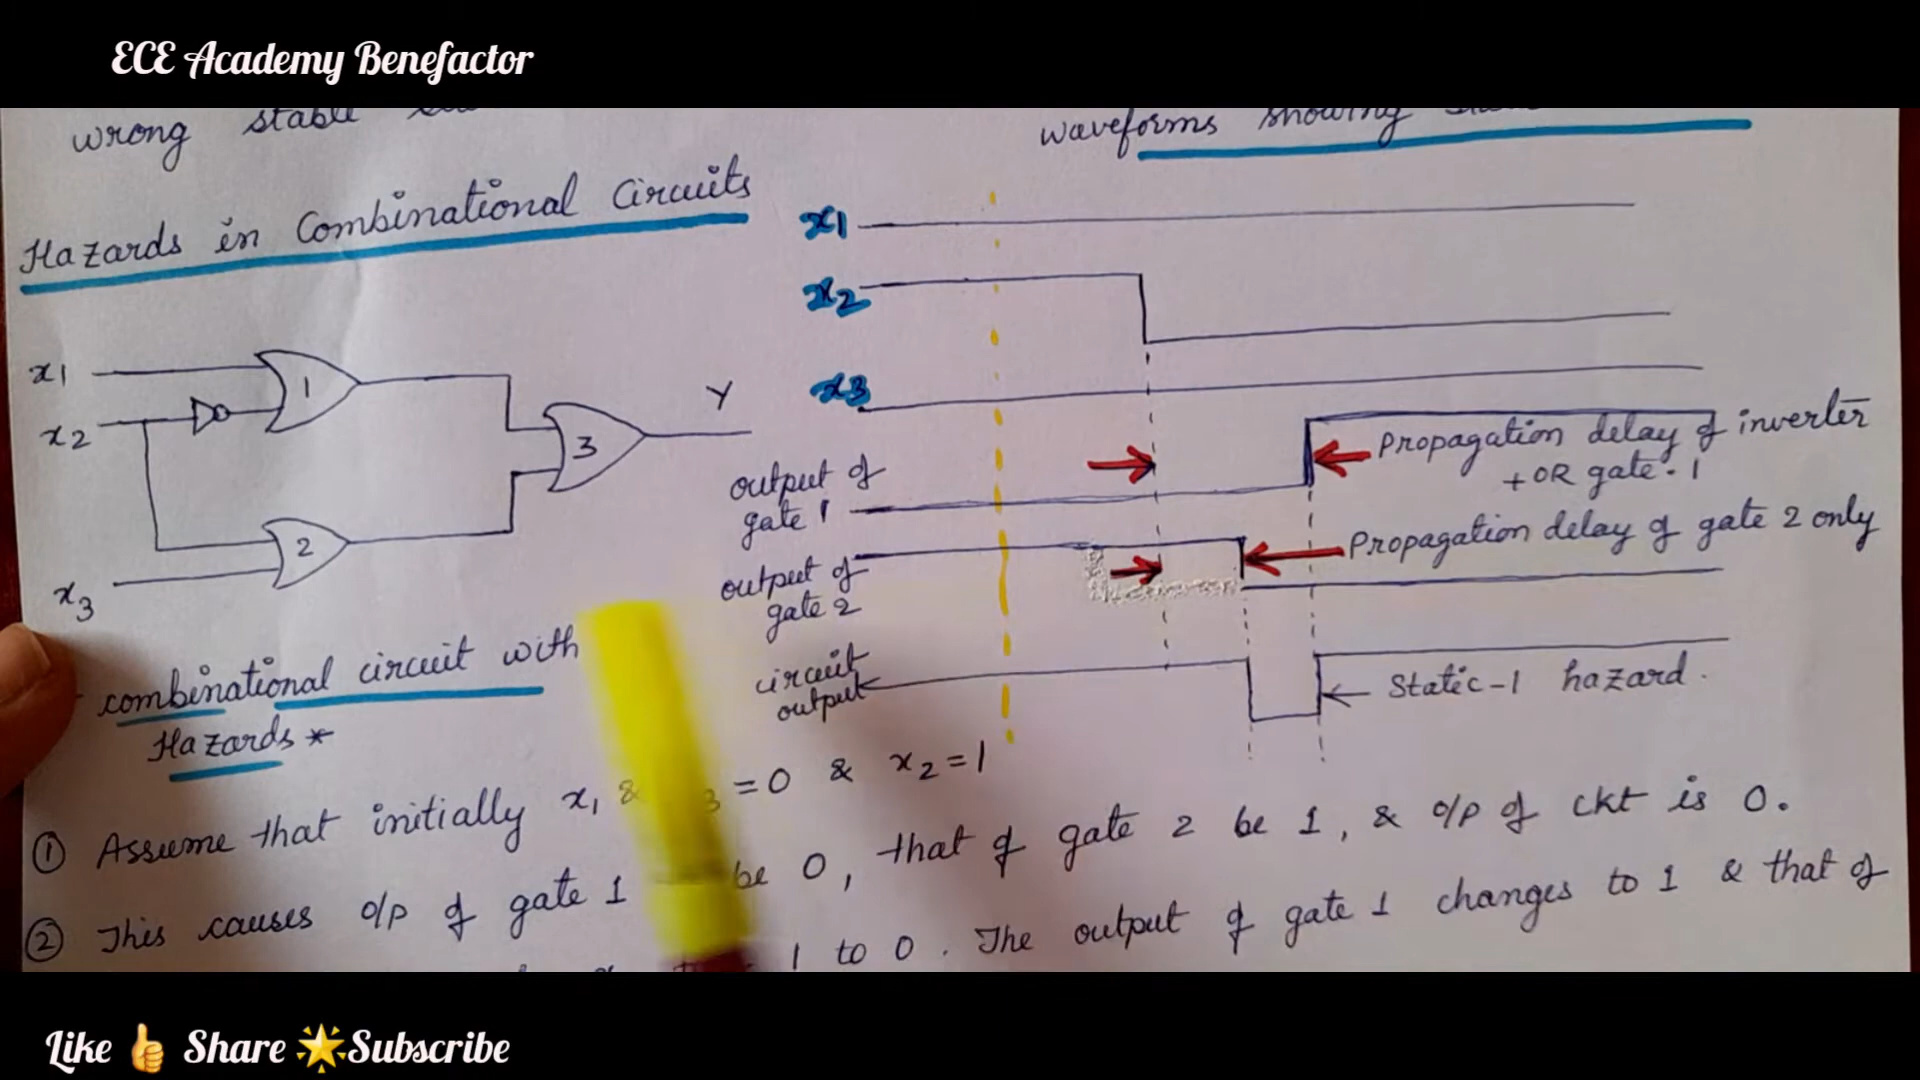 ECE Academy Benefactor
wrong stable
waveforms showing
Hazards in Combinational Circuits
x1
x2
x3
x1
x2
x3
1
2
3
Y
output of
gate 1
Propagation delay of inverter
+ OR gate - 1
output of
gate 2
Propagation delay of gate 2 only
circuit
output
Static-1 hazard.
combinational circuit with
Hazards *
① Assume that initially x1 & 3 = 0 & x2 = 1
② This causes o/p of gate 1 be 0, that of gate 2 be 1, & o/p of ckt is 0.
1 to 0. The output of gate 1 changes to 1 & that of
Like 👍 Share 🌟Subscribe